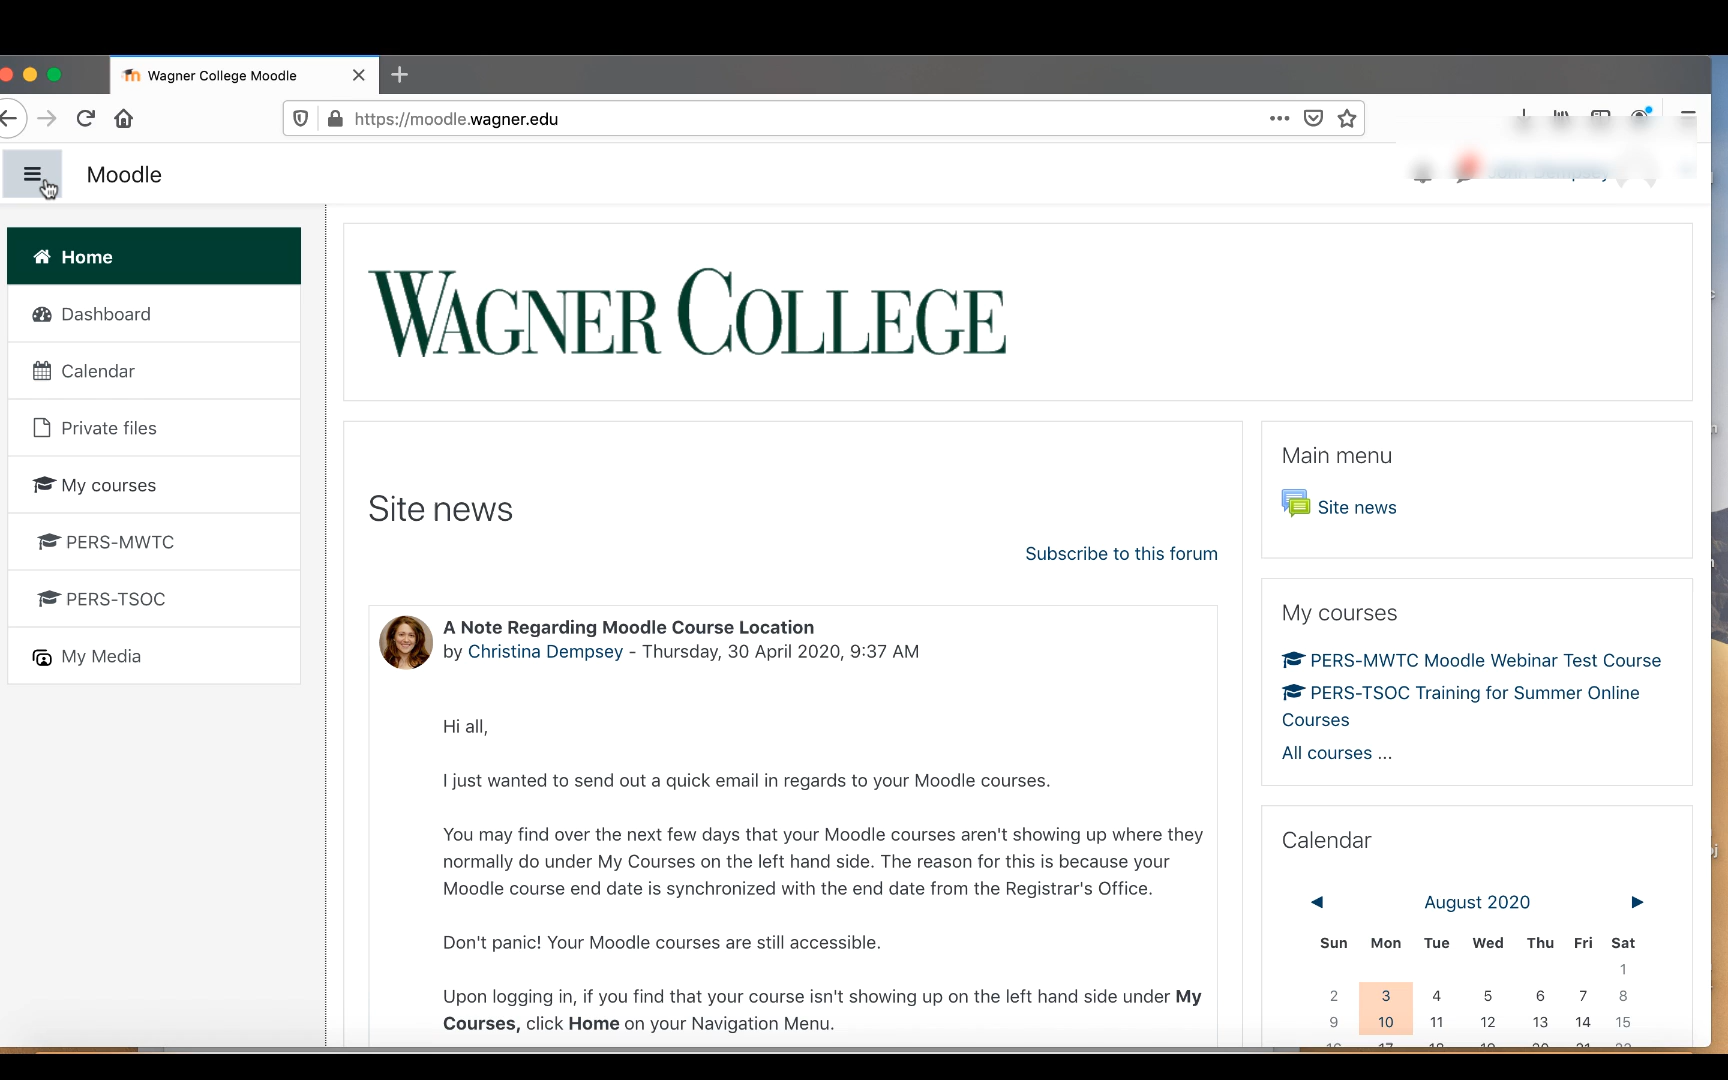 Wagner College Moodle
https://moodle.wagner.edu
Moodle
Home
Dashboard
Calendar
Private files
My courses
PERS-MWTC
PERS-TSOC
My Media
WAGNER COLLEGE
Site news
Subscribe to this forum
A Note Regarding Moodle Course Location
by Christina Dempsey - Thursday, 30 April 2020, 9:37 AM
Hi all,
I just wanted to send out a quick email in regards to your Moodle courses.
You may find over the next few days that your Moodle courses aren't showing up where they
normally do under My Courses on the left hand side. The reason for this is because your
Moodle course end date is synchronized with the end date from the Registrar's Office.
Don't panic! Your Moodle courses are still accessible.
Upon logging in, if you find that your course isn't showing up on the left hand side under My
Courses, click Home on your Navigation Menu.
Main menu
Site news
My courses
PERS-MWTC Moodle Webinar Test Course
PERS-TSOC Training for Summer Online
Courses
All courses ...
Calendar
August 2020
Sun Mon Tue Wed Thu Fri Sat
1
2 3 4 5 6 7 8
9 10 11 12 13 14 15